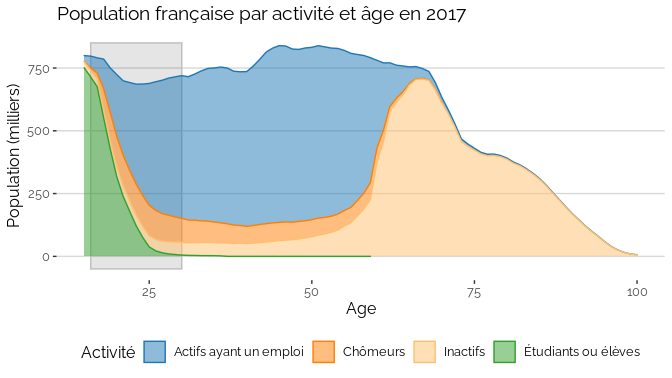 Population française par activité et âge en 2017
Population (milliers)
750
500
250
0
25 50 75 100
Age
Activité Actifs ayant un emploi Chômeurs Inactifs Étudiants ou élèves